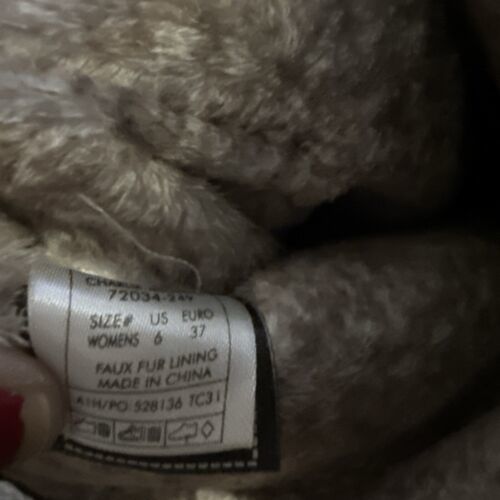 72034-249
SIZE# US EURO
WOMENS 6 37
FAUX FUR LINING
MADE IN CHINA
A1H/PO 528136 TC31